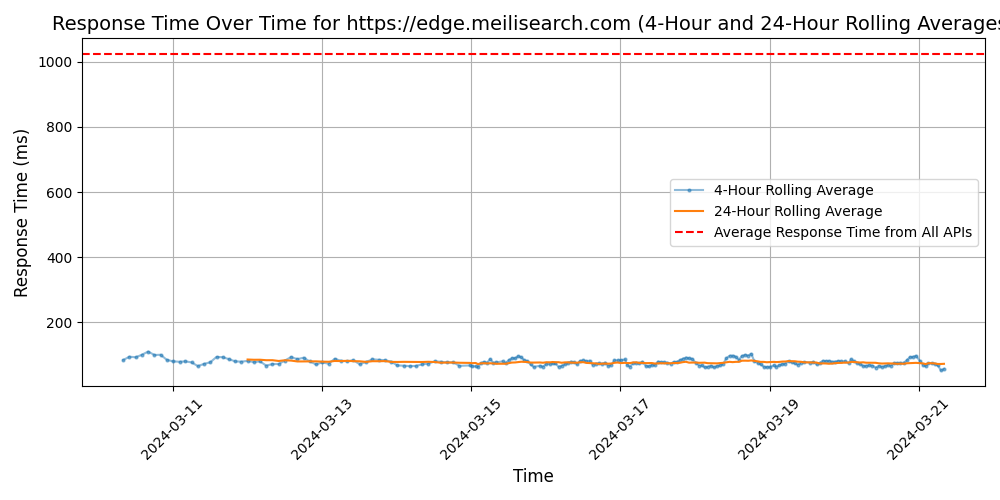 Response Time Over Time for https://edge.meilisearch.com (4-Hour and 24-Hour Rolling Averages
Response Time (ms)
1000
800
600
400
200
4-Hour Rolling Average
24-Hour Rolling Average
Average Response Time from All APIs
2024-03-11
2024-03-13
2024-03-15
2024-03-17
2024-03-19
2024-03-21
Time